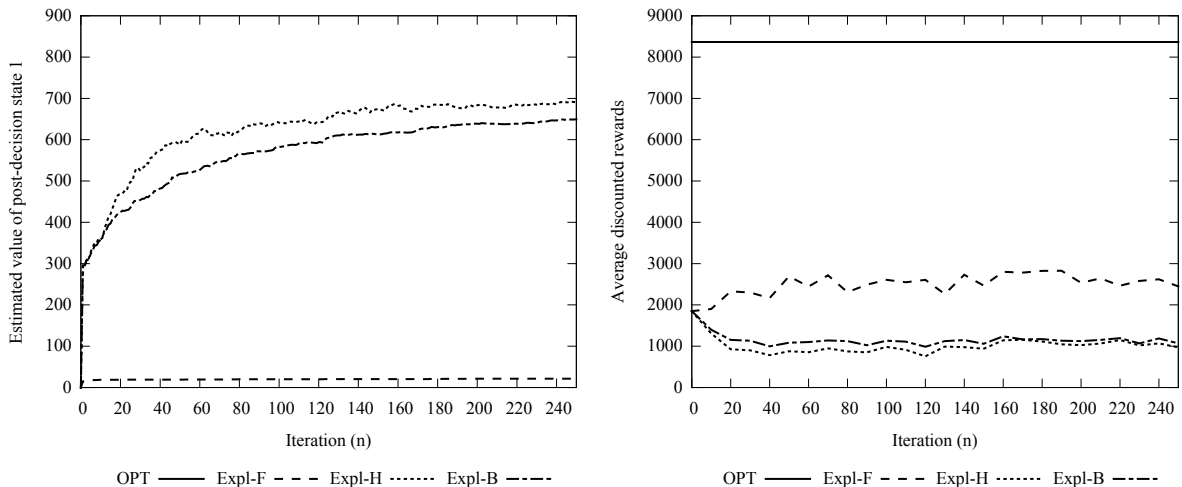 Estimated value of post-decision state 1
900
800
700
600
500
400
300
200
100
0
0 20 40 60 80 100 120 140 160 180 200 220 240
Iteration (n)
OPT Expl-F Expl-H Expl-B
Average discounted rewards
9000
8000
7000
6000
5000
4000
3000
2000
1000
0
0 20 40 60 80 100 120 140 160 180 200 220 240
Iteration (n)
OPT Expl-F Expl-H Expl-B